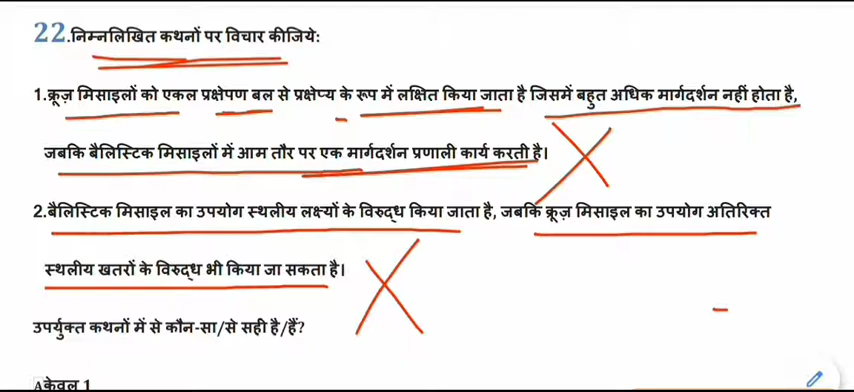 22.निम्नलिखित कथनों पर विचार कीजिये:
1.क्रूज़ मिसाइलों को एकल प्रक्षेपण बल से प्रक्षेप्य के रूप में लक्षित किया जाता है जिसमें बहुत अधिक मार्गदर्शन नहीं होता है,
जबकि बैलिस्टिक मिसाइलों में आम तौर पर एक मार्गदर्शन प्रणाली कार्य करती है।
2.बैलिस्टिक मिसाइल का उपयोग स्थलीय लक्ष्यों के विरुद्ध किया जाता है, जबकि क्रूज़ मिसाइल का उपयोग अतिरिक्त
स्थलीय खतरों के विरुद्ध भी किया जा सकता है।
उपर्युक्त कथनों में से कौन-सा/से सही है/हैं?
Aकेवल 1